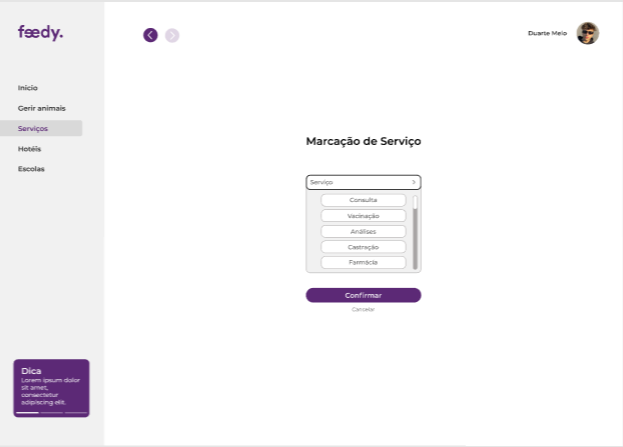 feedy.
Duarte Melo
Início
Gerir animais
Serviços
Hotéis
Escolas
Marcação de Serviço
Serviço
Consulta
Vacinação
Análises
Castração
Farmácia
Confirmar
Cancelar
Dica
Lorem ipsum dolor
sit amet,
consectetur
adipiscing elit.